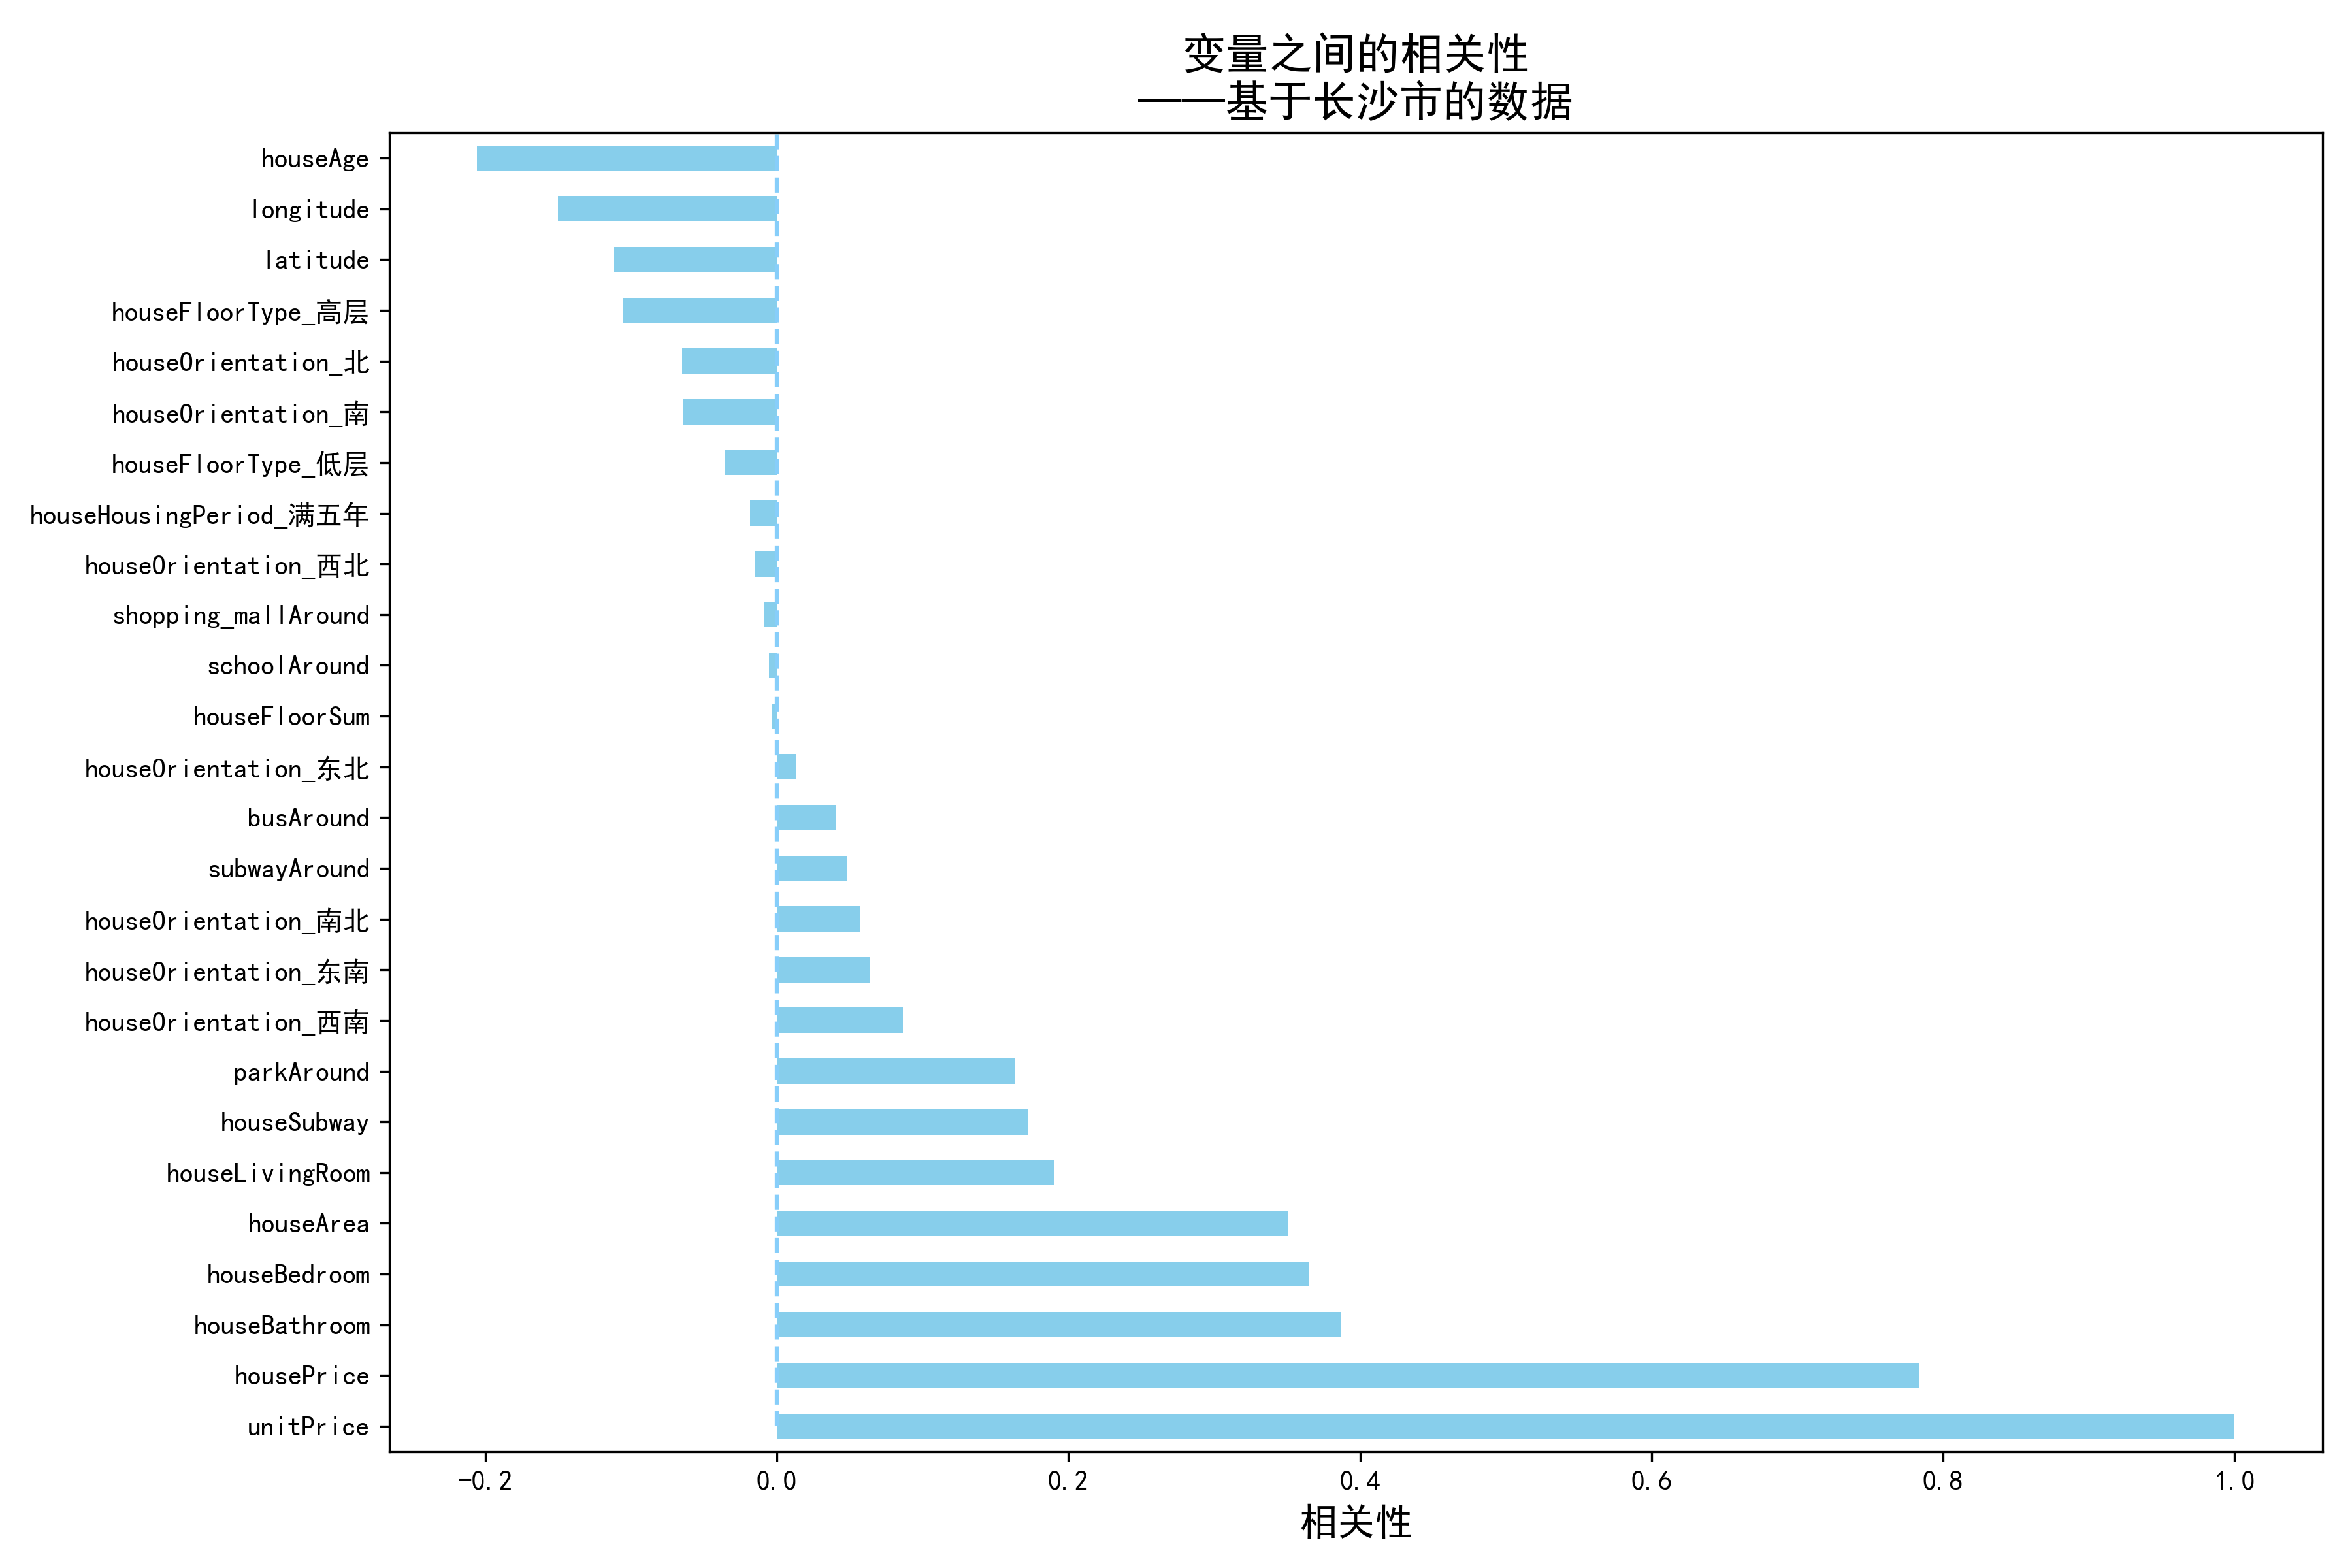 变量之间的相关性
——基于长沙市的数据
houseAge
longitude
latitude
houseFloorType_高层
houseOrientation_北
houseOrientation_南
houseFloorType_低层
houseHousingPeriod_满五年
houseOrientation_西北
shopping_mallAround
schoolAround
houseFloorSum
houseOrientation_东北
busAround
subwayAround
houseOrientation_南北
houseOrientation_东南
houseOrientation_西南
parkAround
houseSubway
houseLivingRoom
houseArea
houseBedroom
houseBathroom
housePrice
unitPrice
-0.2 0.0 0.2 0.4 0.6 0.8 1.0
相关性